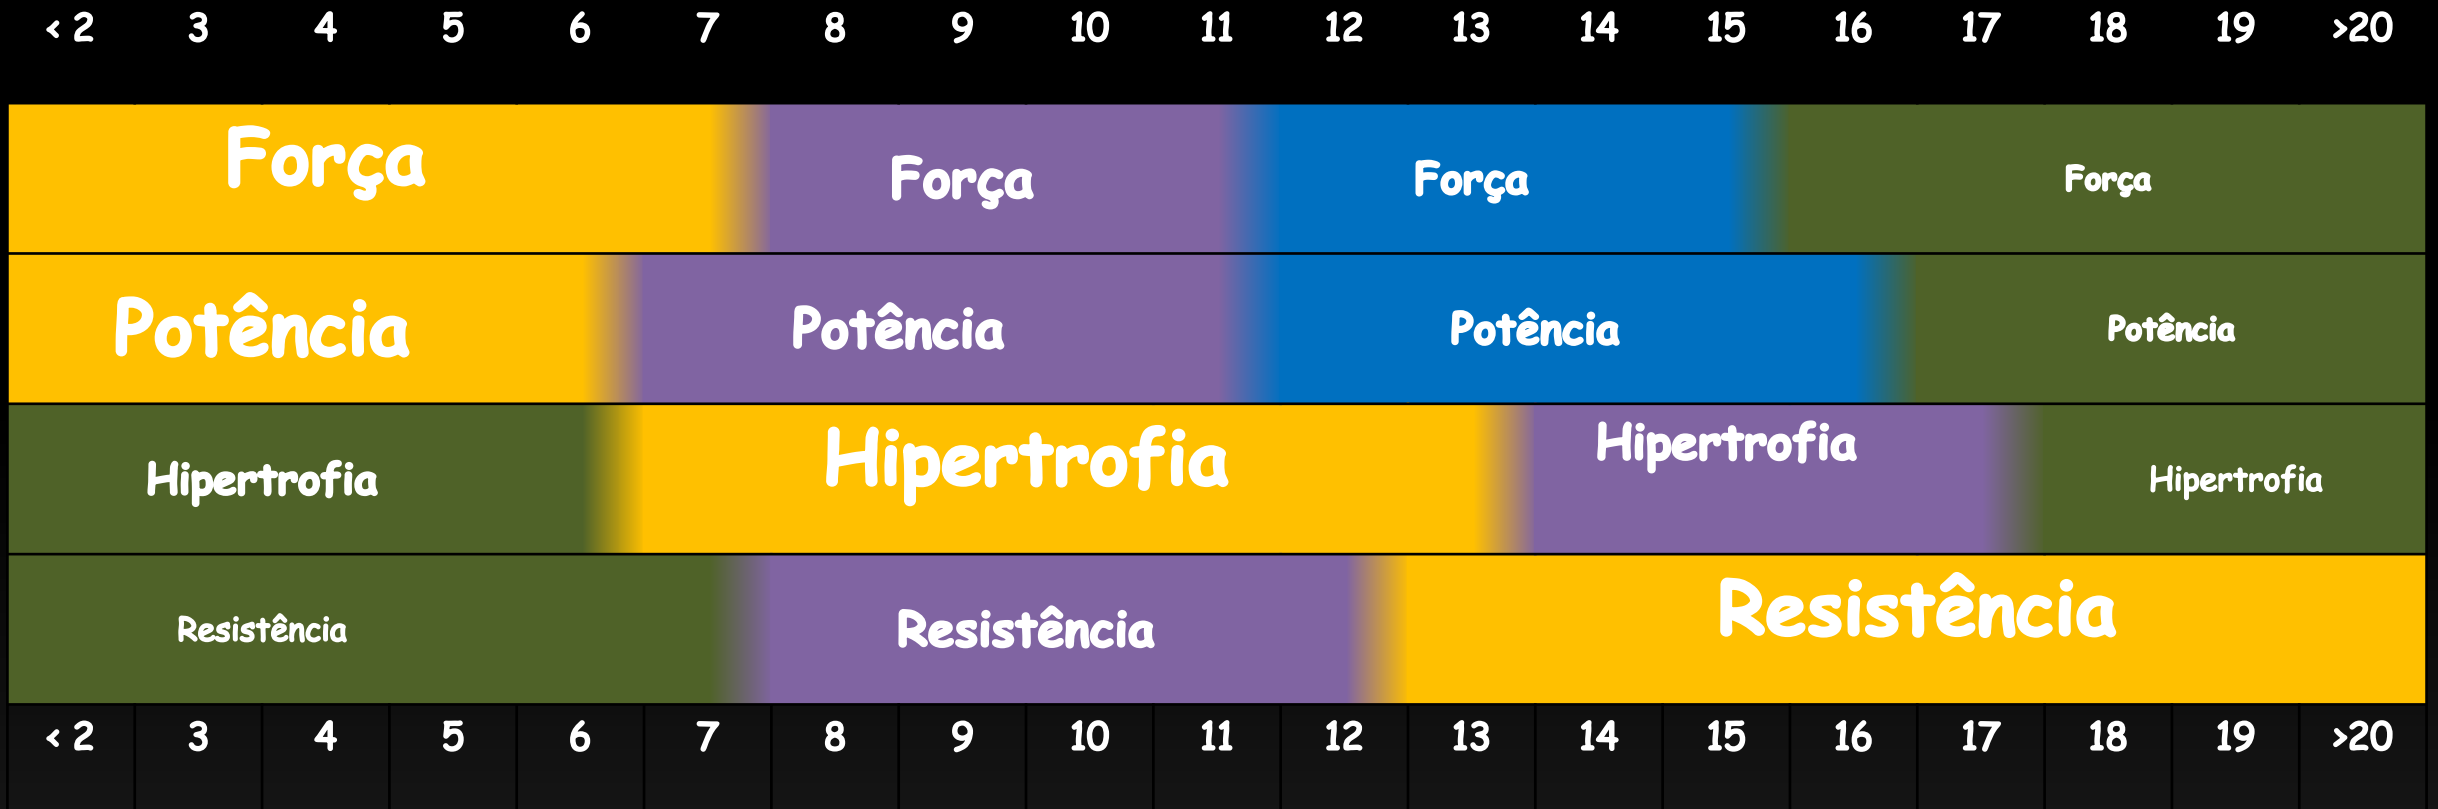 < 2 3 4 5 6 7 8 9 10 11 12 13 14 15 16 17 18 19 >20
Força Força Força Força
Potência Potência Potência Potência
Hipertrofia Hipertrofia Hipertrofia Hipertrofia
Resistência Resistência Resistência
< 2 3 4 5 6 7 8 9 10 11 12 13 14 15 16 17 18 19 >20